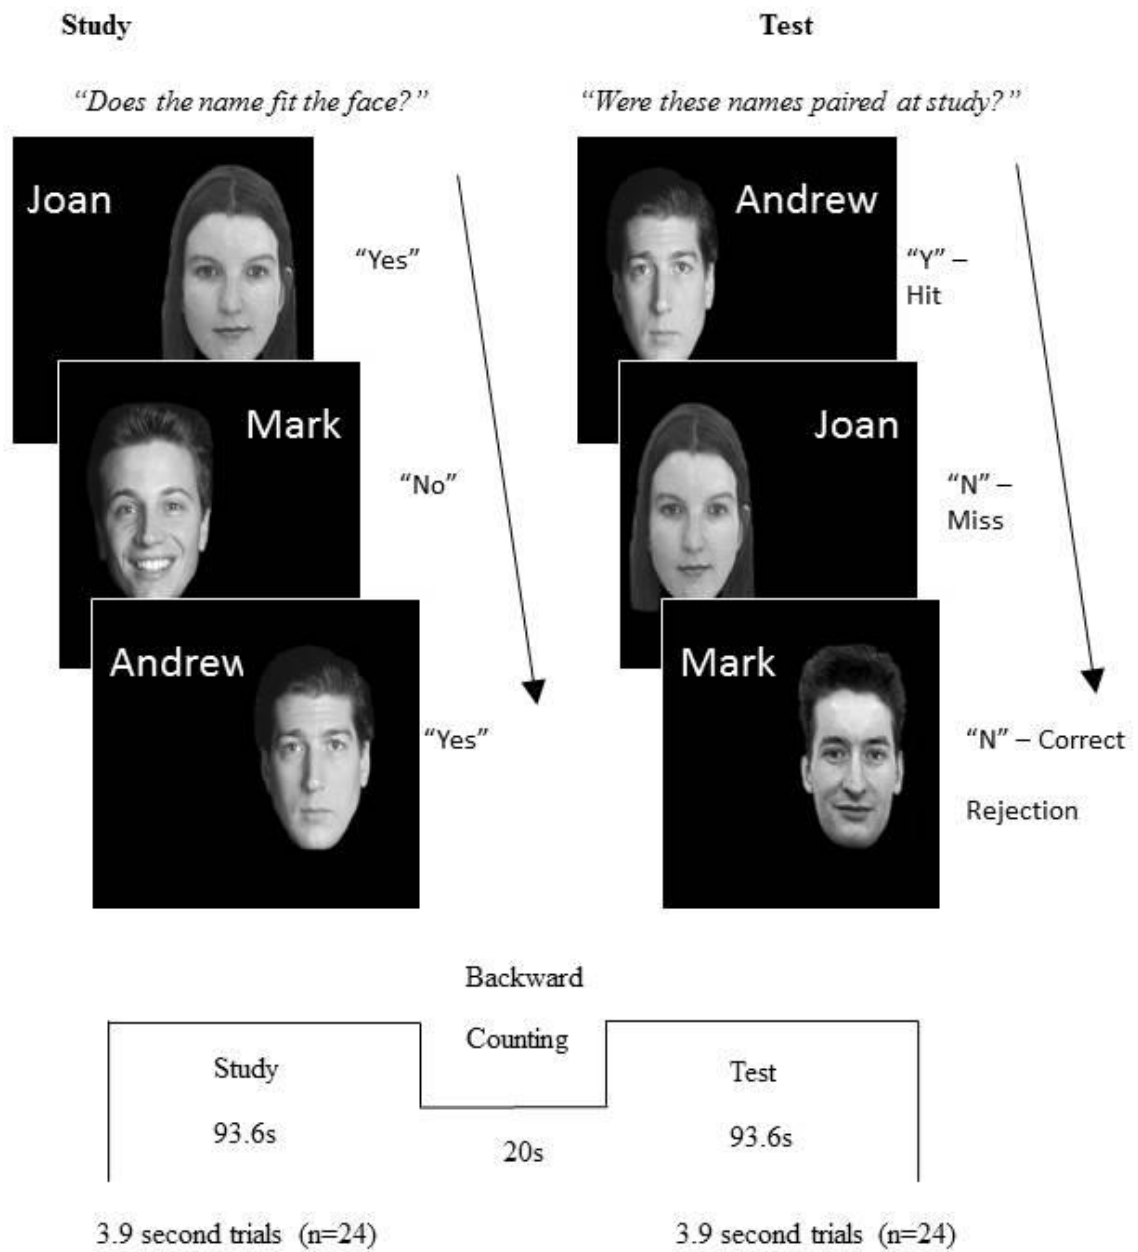 Study
Test
“Does the name fit the face?”
“Were these names paired at study?”
Joan
“Yes”
Mark
“No”
Andrew
“Yes”
Andrew
“Y” –
Hit
Joan
“N” –
Miss
Mark
“N” – Correct
Rejection
Backward
Counting
Study
93.6s
20s
Test
93.6s
3.9 second trials (n=24)
3.9 second trials (n=24)